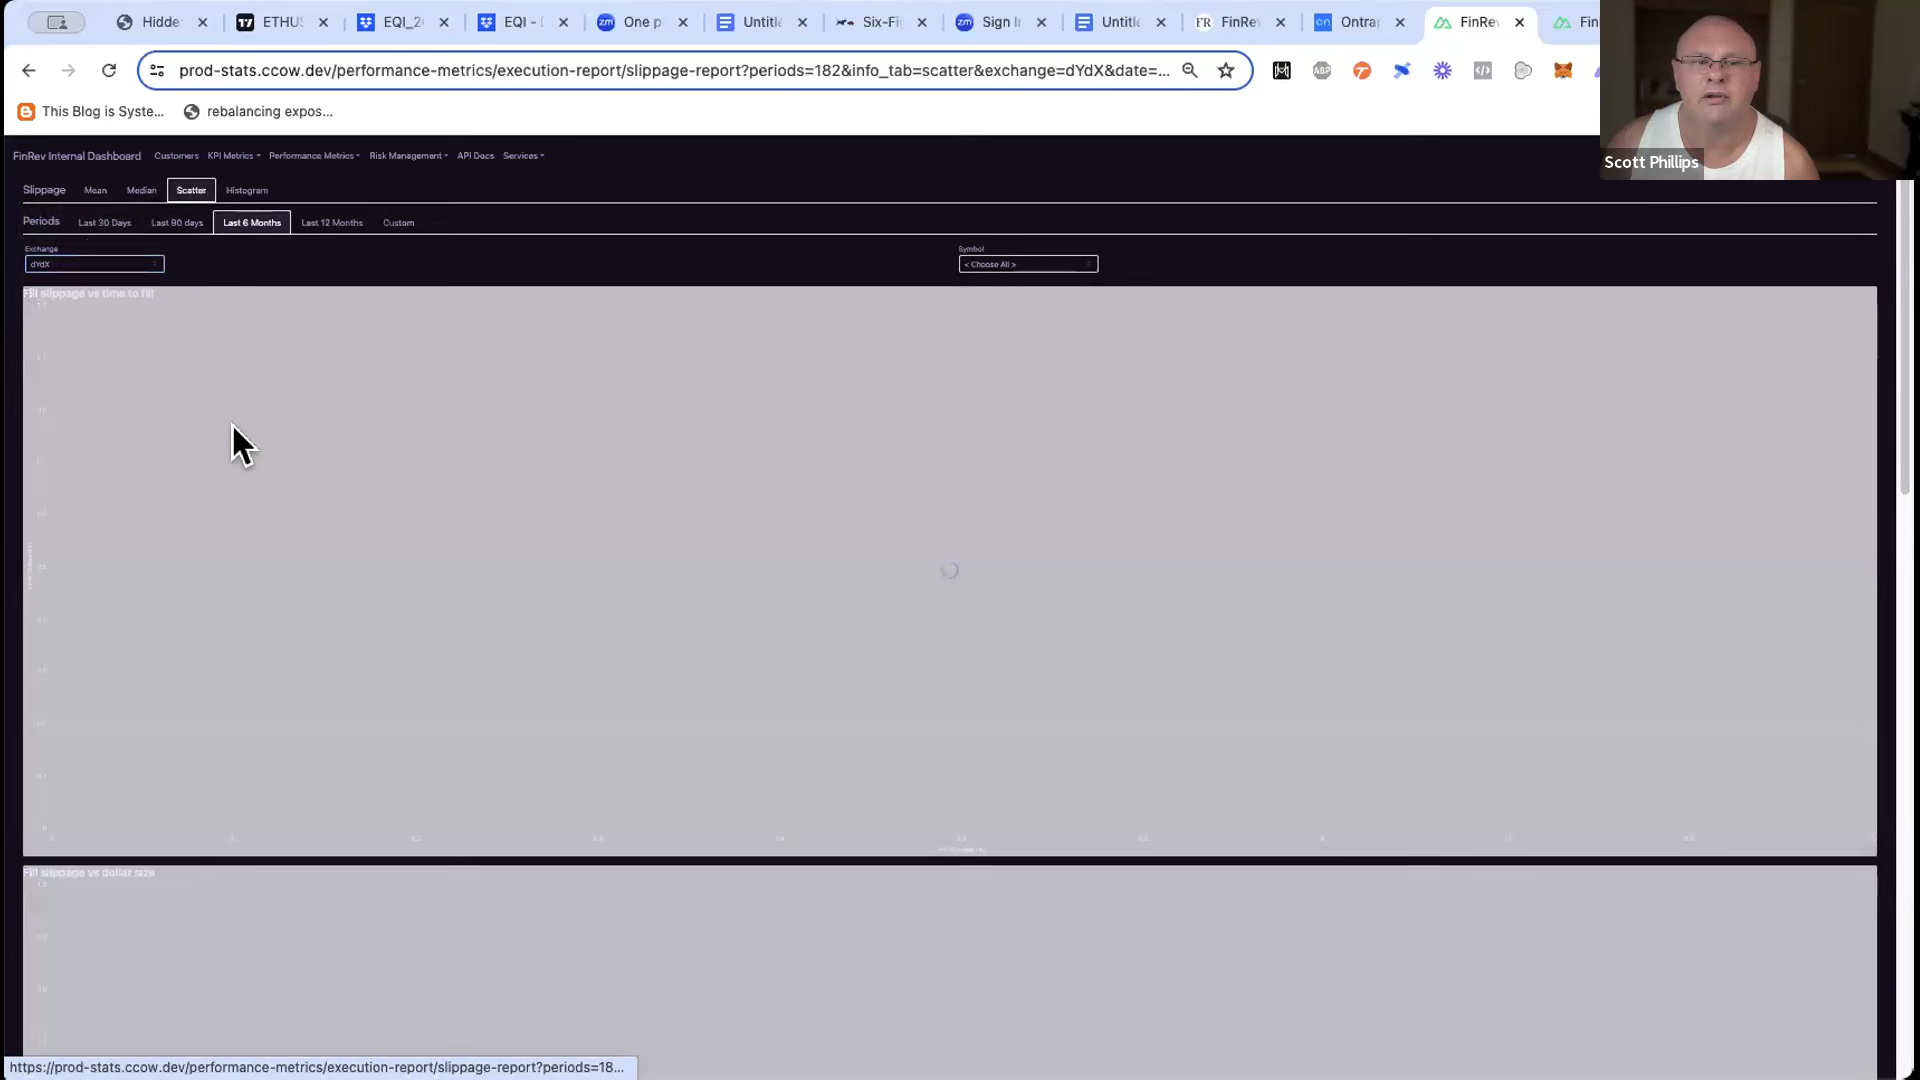 Hidde
ETHUS
EQI_2
EQI -
One p
Untitle
Six-Fi
Sign I
Untitle
FinRe
Ontra
FinRe
Fin
prod-stats.ccow.dev/performance-metrics/execution-report/slippage-report?periods=182&info_tab=scatter&exchange=dYdX&date=...
This Blog is Syste...
rebalancing expos...
Scott Phillips
FinRev Internal Dashboard
Customers
KPI Metrics
Performance Metrics
Risk Management
API Docs
Services
Slippage
Mean
Median
Scatter
Histogram
Periods
Last 30 Days
Last 90 days
Last 6 Months
Last 12 Months
Custom
Exchange
Symbol
dYdX
< Choose All >
Fill slippage vs time to fill
Fill slippage vs dollar size
https://prod-stats.ccow.dev/performance-metrics/execution-report/slippage-report?periods=18...